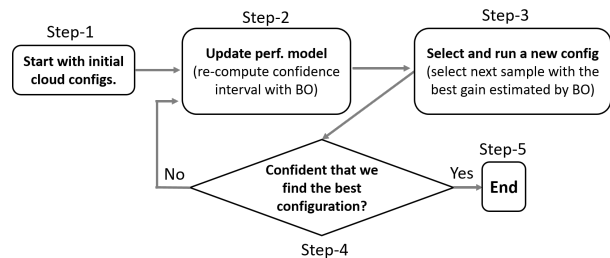 Step-1
Start with initial
cloud configs.
Step-2
Update perf. model
(re-compute confidence
interval with BO)
Step-3
Select and run a new config
(select next sample with the
best gain estimated by BO)
No
Confident that we
find the best
configuration?
Step-4
Yes
Step-5
End